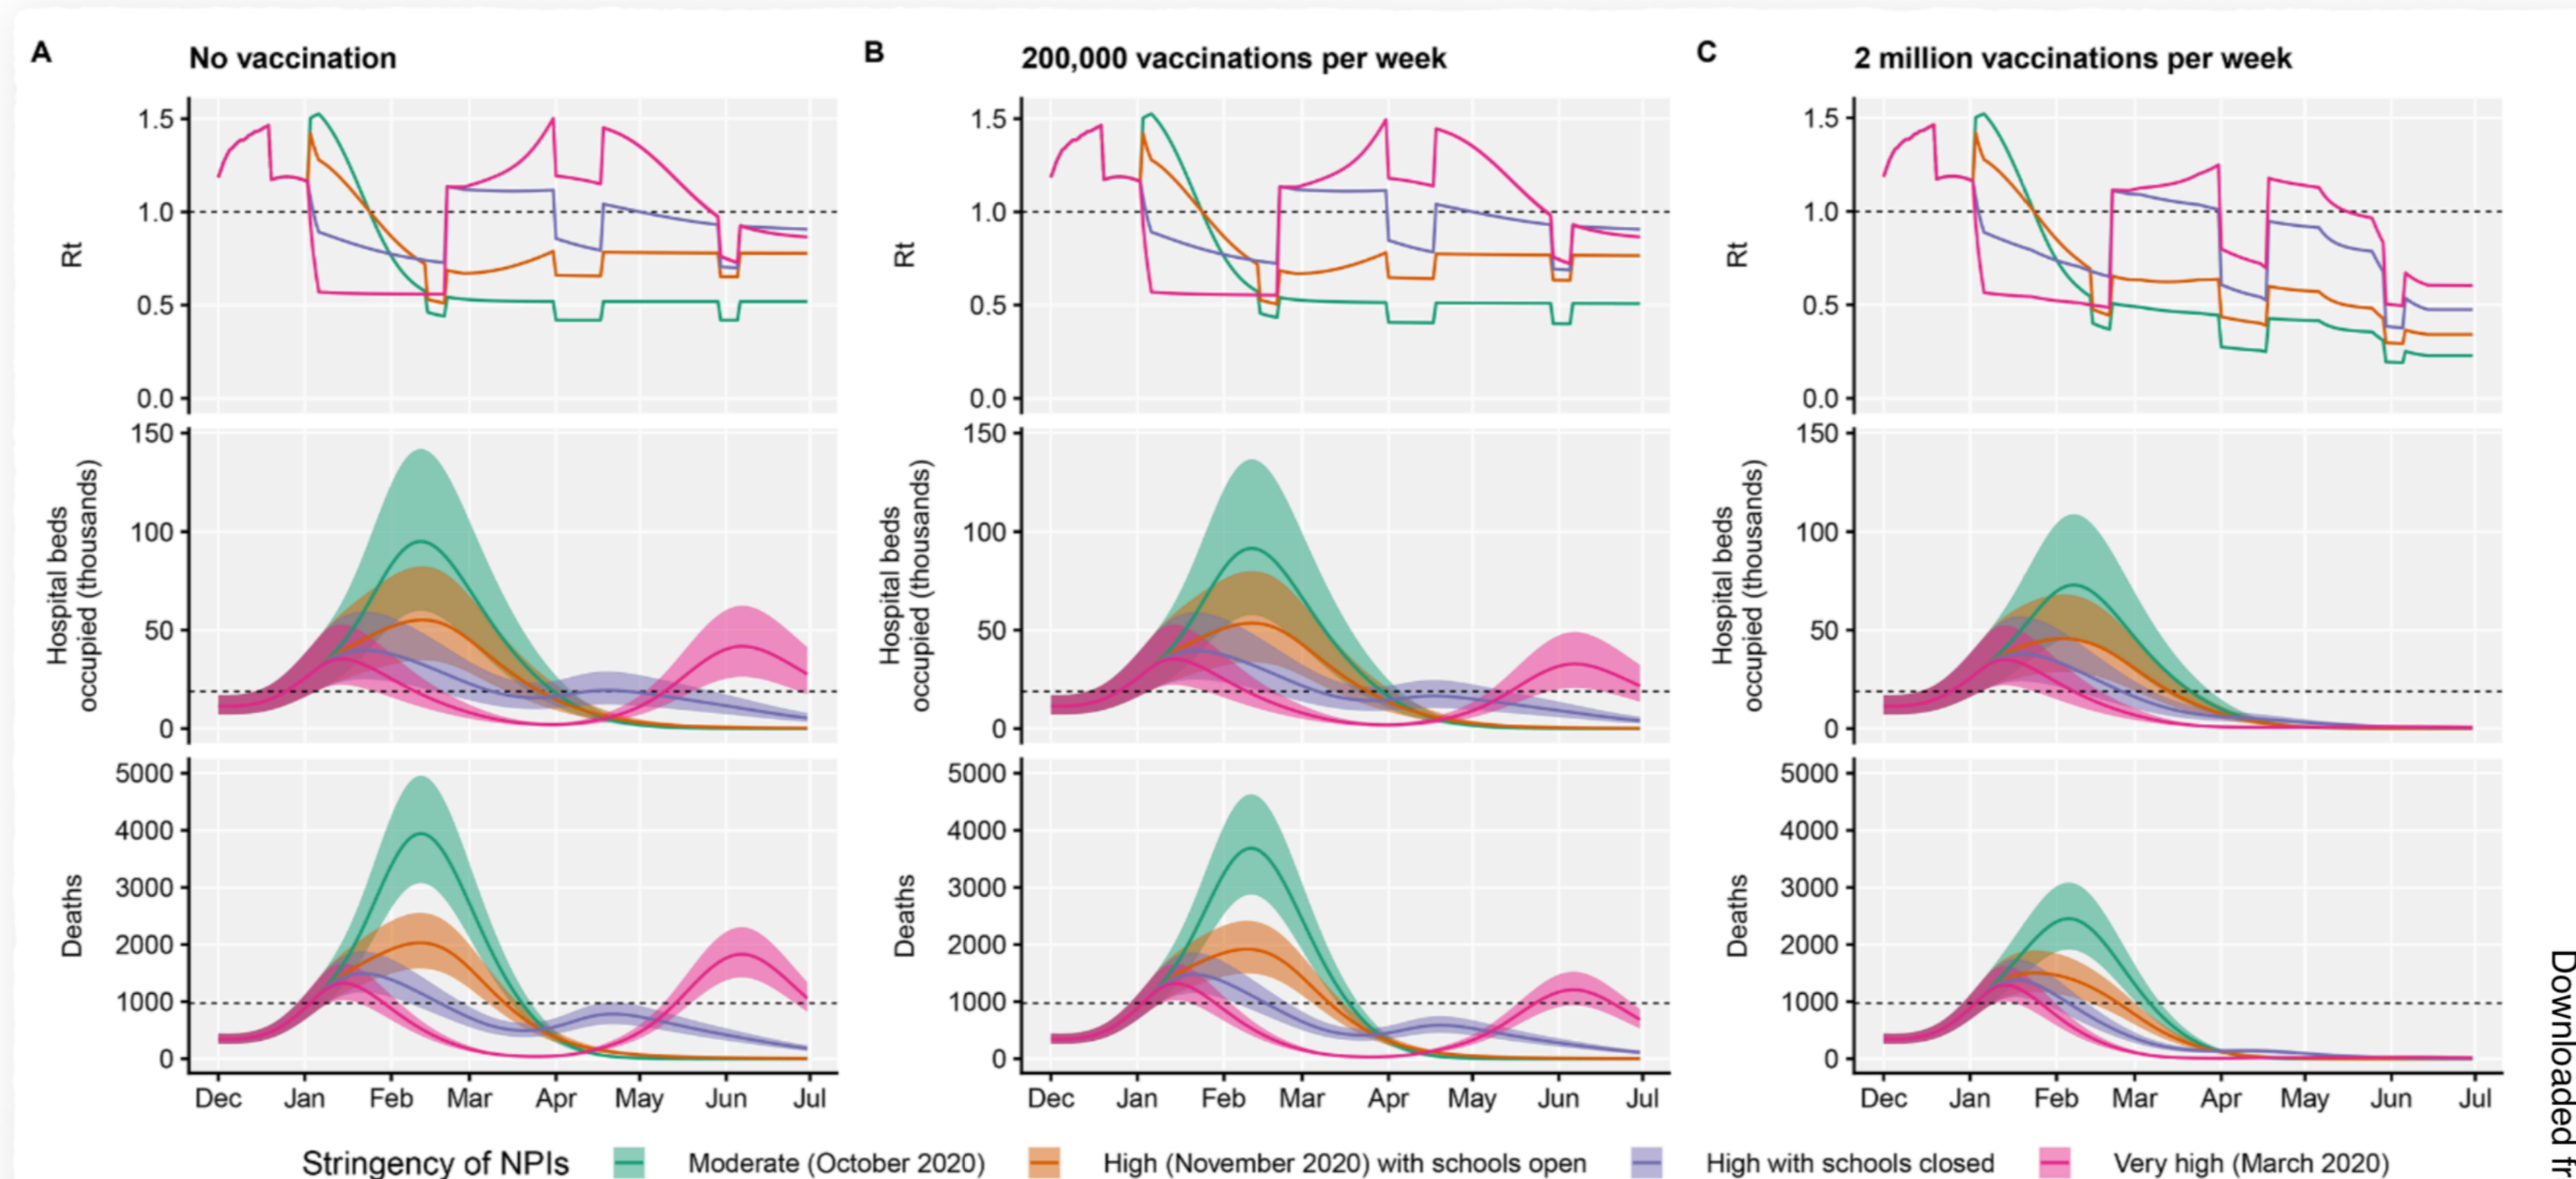 A No vaccination
B 200,000 vaccinations per week
C 2 million vaccinations per week
Rt
1.5
1.0
0.5
0.0
Rt
1.5
1.0
0.5
0.0
Rt
1.5
1.0
0.5
0.0
Hospital beds
occupied (thousands)
150
100
50
0
Hospital beds
occupied (thousands)
150
100
50
0
Hospital beds
occupied (thousands)
150
100
50
0
Deaths
5000
4000
3000
2000
1000
0
Deaths
5000
4000
3000
2000
1000
0
Deaths
5000
4000
3000
2000
1000
0
Dec Jan Feb Mar Apr May Jun Jul
Dec Jan Feb Mar Apr May Jun Jul
Dec Jan Feb Mar Apr May Jun Jul
Stringency of NPIs Moderate (October 2020) High (November 2020) with schools open High with schools closed Very high (March 2020)
Downloaded fr